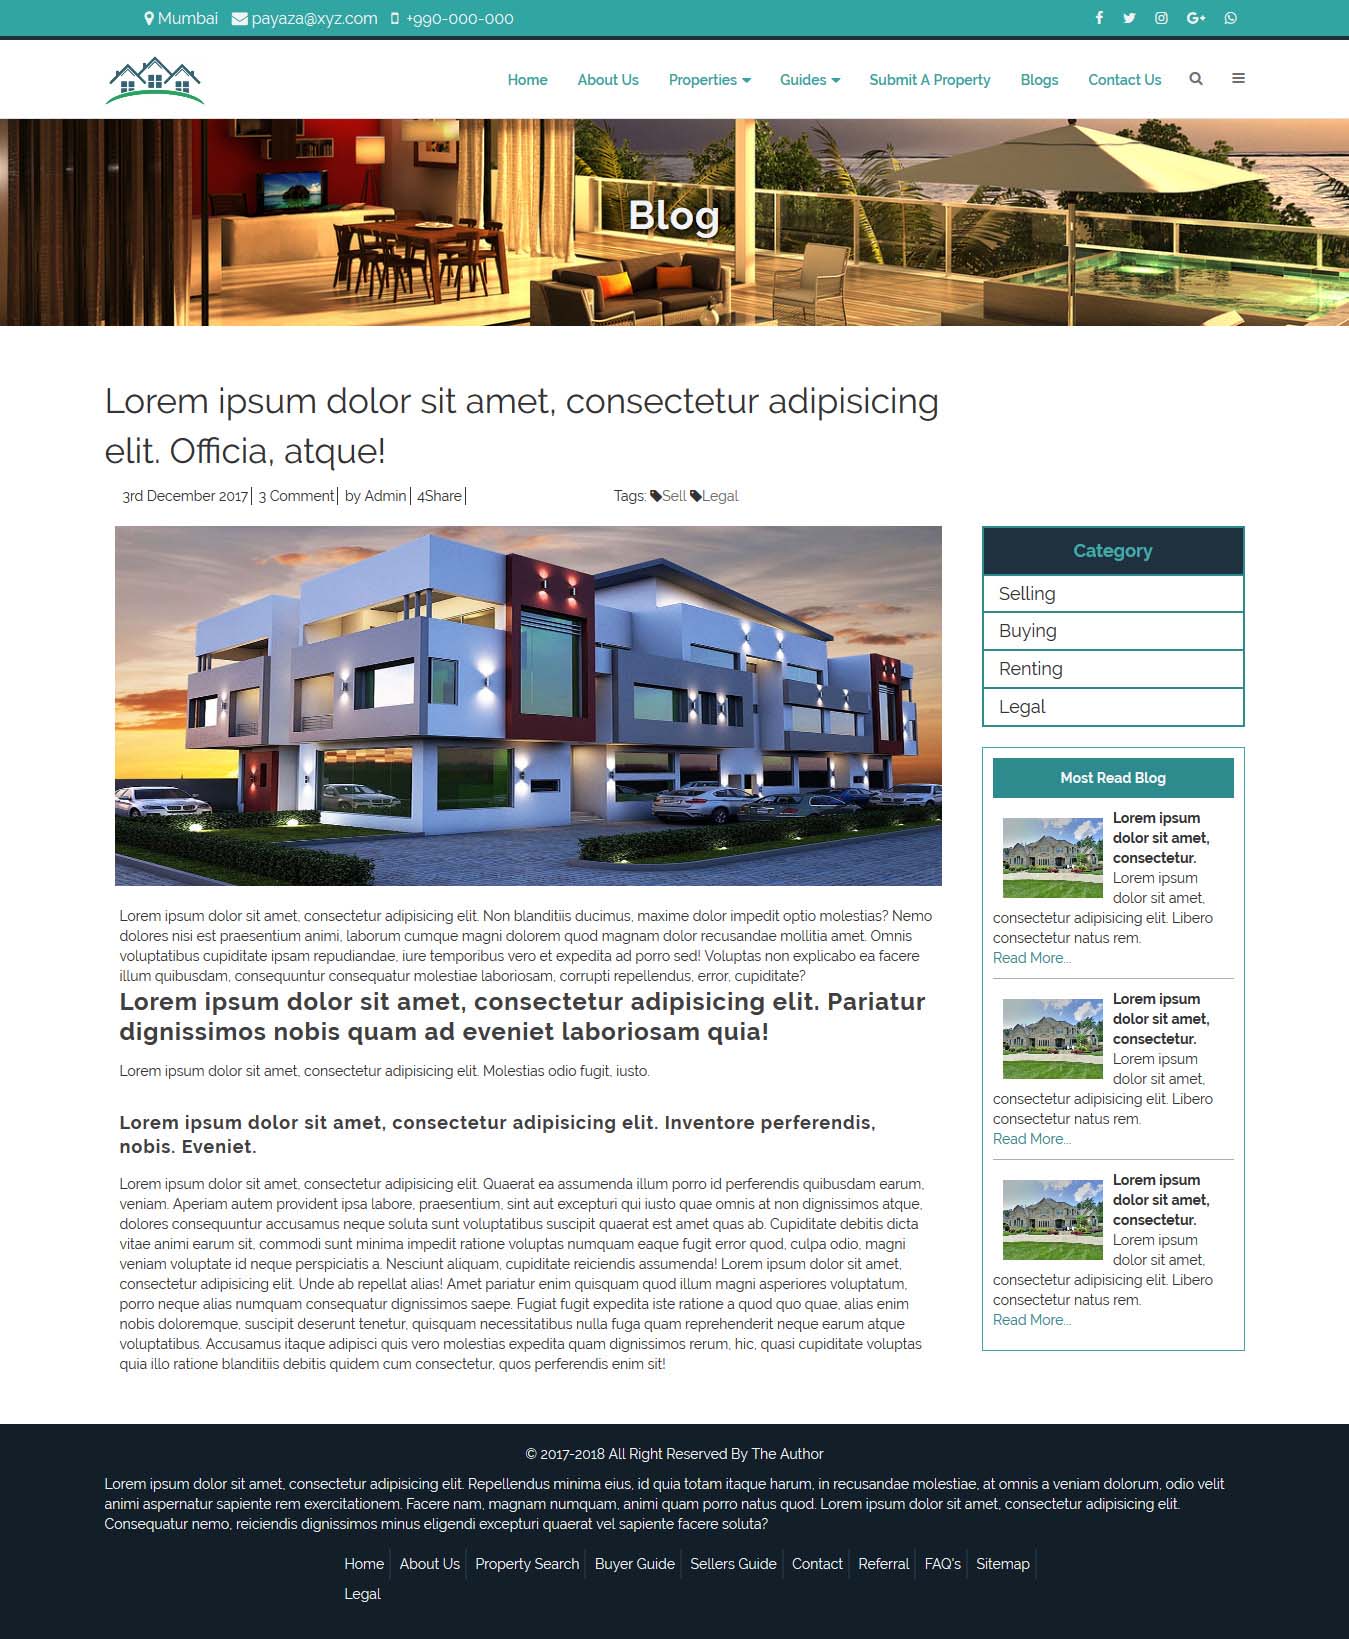 Mumbai payaza@xyz.com +990-000-000
Home About Us Properties Guides Submit A Property Blogs Contact Us
Blog
Lorem ipsum dolor sit amet, consectetur adipisicing
elit. Officia, atque!
3rd December 2017 3 Comment by Admin 4Share Tags: Sell Legal
Category
Selling
Buying
Renting
Legal
Most Read Blog
Lorem ipsum
dolor sit amet,
consectetur.
Lorem ipsum
dolor sit amet,
consectetur adipisicing elit. Libero
consectetur natus rem.
Read More...
Lorem ipsum
dolor sit amet,
consectetur.
Lorem ipsum
dolor sit amet,
consectetur adipisicing elit. Libero
consectetur natus rem.
Read More...
Lorem ipsum
dolor sit amet,
consectetur.
Lorem ipsum
dolor sit amet,
consectetur adipisicing elit. Libero
consectetur natus rem.
Read More...
Lorem ipsum dolor sit amet, consectetur adipisicing elit. Non blanditiis ducimus, maxime dolor impedit optio molestias? Nemo
dolores nisi est praesentium animi, laborum cumque magni dolorem quod magnam dolor recusandae mollitia amet. Omnis
voluptatibus cupiditate ipsam repudiandae, iure temporibus vero et expedita ad porro sed! Voluptas non explicabo ea facere
illum quibusdam, consequuntur consequatur molestiae laboriosam, corrupti repellendus, error, cupiditate?
Lorem ipsum dolor sit amet, consectetur adipisicing elit. Pariatur
dignissimos nobis quam ad eveniet laboriosam quia!
Lorem ipsum dolor sit amet, consectetur adipisicing elit. Molestias odio fugit, iusto.
Lorem ipsum dolor sit amet, consectetur adipisicing elit. Inventore perferendis,
nobis. Eveniet.
Lorem ipsum dolor sit amet, consectetur adipisicing elit. Quaerat ea assumenda illum porro id perferendis quibusdam earum,
veniam. Aperiam autem provident ipsa labore, praesentium, sint aut excepturi qui iusto quae omnis at non dignissimos atque,
dolores consequuntur accusamus neque soluta sunt voluptatibus suscipit quaerat est amet quas ab. Cupiditate debitis dicta
vitae animi earum sit, commodi sunt minima impedit ratione voluptas numquam eaque fugit error quod, culpa odio, magni
veniam voluptate id neque perspiciatis a. Nesciunt aliquam, cupiditate reiciendis assumenda! Lorem ipsum dolor sit amet,
consectetur adipisicing elit. Unde ab repellat alias! Amet pariatur enim quisquam quod illum magni asperiores voluptatum,
porro neque alias numquam consequatur dignissimos saepe. Fugiat fugit expedita iste ratione a quod quo quae, alias enim
nobis doloremque, suscipit deserunt tenetur, quisquam necessitatibus nulla fuga quam reprehenderit neque earum atque
voluptatibus. Accusamus itaque adipisci quis vero molestias expedita quam dignissimos rerum, hic, quasi cupiditate voluptas
quia illo ratione blanditiis debitis quidem cum consectetur, quos perferendis enim sit!
© 2017-2018 All Right Reserved By The Author
Lorem ipsum dolor sit amet, consectetur adipisicing elit. Repellendus minima eius, id quia totam itaque harum, in recusandae molestiae, at omnis a veniam dolorum, odio velit
animi aspernatur sapiente rem exercitationem. Facere nam, magnam numquam, animi quam porro natus quod. Lorem ipsum dolor sit amet, consectetur adipisicing elit.
Consequatur nemo, reiciendis dignissimos minus eligendi excepturi quaerat vel sapiente facere soluta?
Home About Us Property Search Buyer Guide Sellers Guide Contact Referral FAQ's Sitemap
Legal